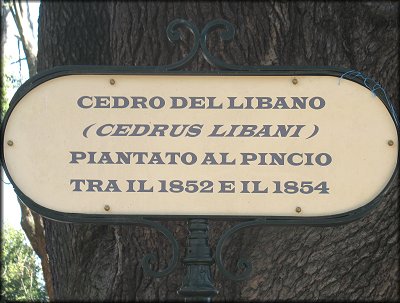 CEDRO DEL LIBANO
(CEDRUS LIBANI)
PIANTATO AL PINCIO
TRA IL 1852 E IL 1854